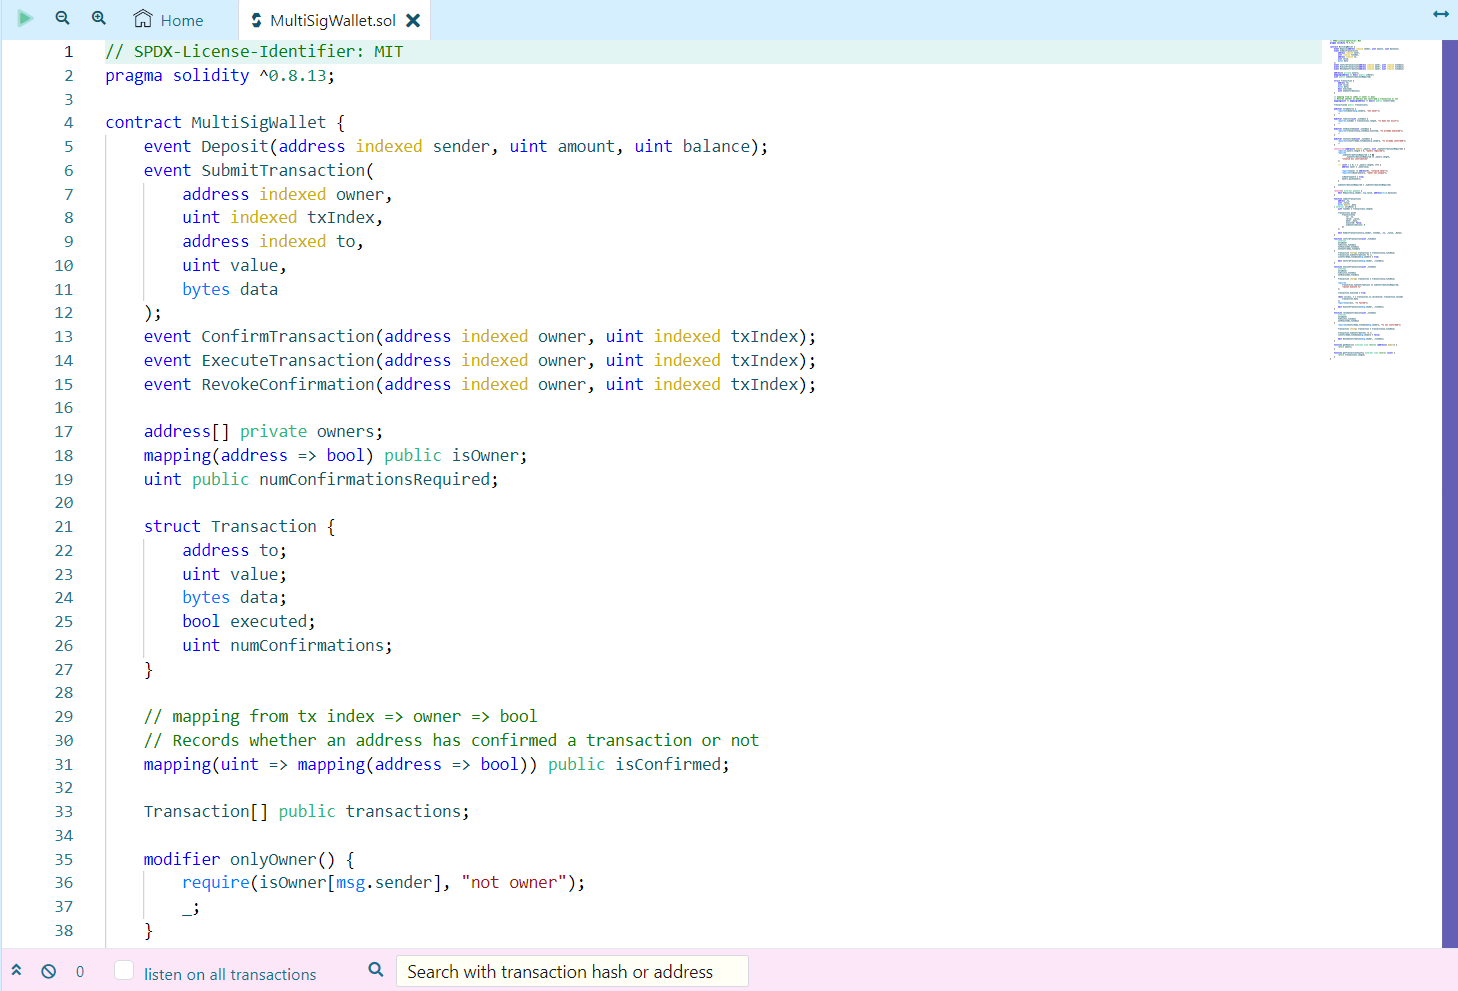 Home
MultiSigWallet.sol
1 // SPDX-License-Identifier: MIT
2 pragma solidity ^0.8.13;
3
4 contract MultiSigWallet {
5     event Deposit(address indexed sender, uint amount, uint balance);
6     event SubmitTransaction(
7         address indexed owner,
8         uint indexed txIndex,
9         address indexed to,
10         uint value,
11         bytes data
12     );
13     event ConfirmTransaction(address indexed owner, uint indexed txIndex);
14     event ExecuteTransaction(address indexed owner, uint indexed txIndex);
15     event RevokeConfirmation(address indexed owner, uint indexed txIndex);
16
17     address[] private owners;
18     mapping(address => bool) public isOwner;
19     uint public numConfirmationsRequired;
20
21     struct Transaction {
22         address to;
23         uint value;
24         bytes data;
25         bool executed;
26         uint numConfirmations;
27     }
28
29     // mapping from tx index => owner => bool
30     // Records whether an address has confirmed a transaction or not
31     mapping(uint => mapping(address => bool)) public isConfirmed;
32
33     Transaction[] public transactions;
34
35     modifier onlyOwner() {
36         require(isOwner[msg.sender], "not owner");
37         _;
38     }
0
listen on all transactions
Search with transaction hash or address